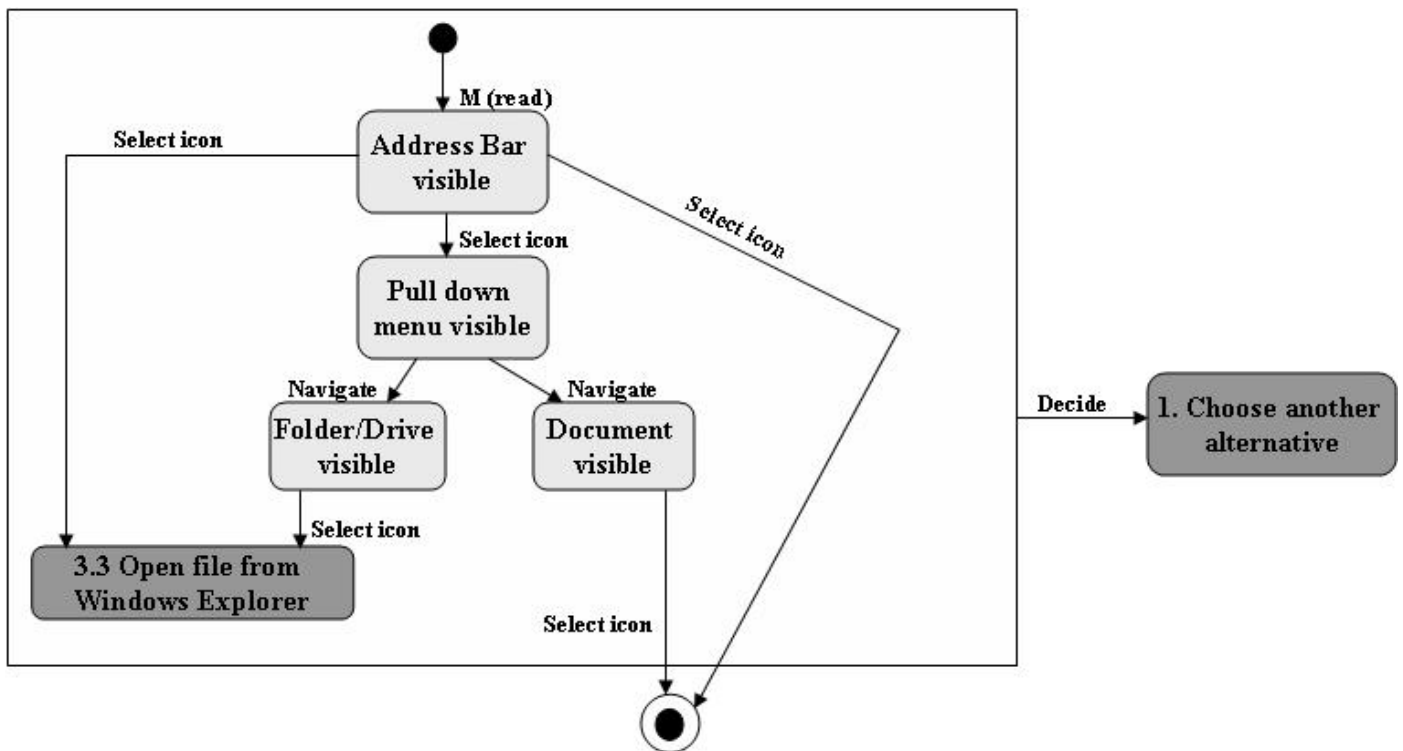 M (read)
Select icon
Address Bar
visible
Select icon
Select icon
Pull down
menu visible
Navigate
Navigate
Folder/Drive
visible
Document
visible
Decide
1. Choose another
alternative
Select icon
3.3 Open file from
Windows Explorer
Select icon